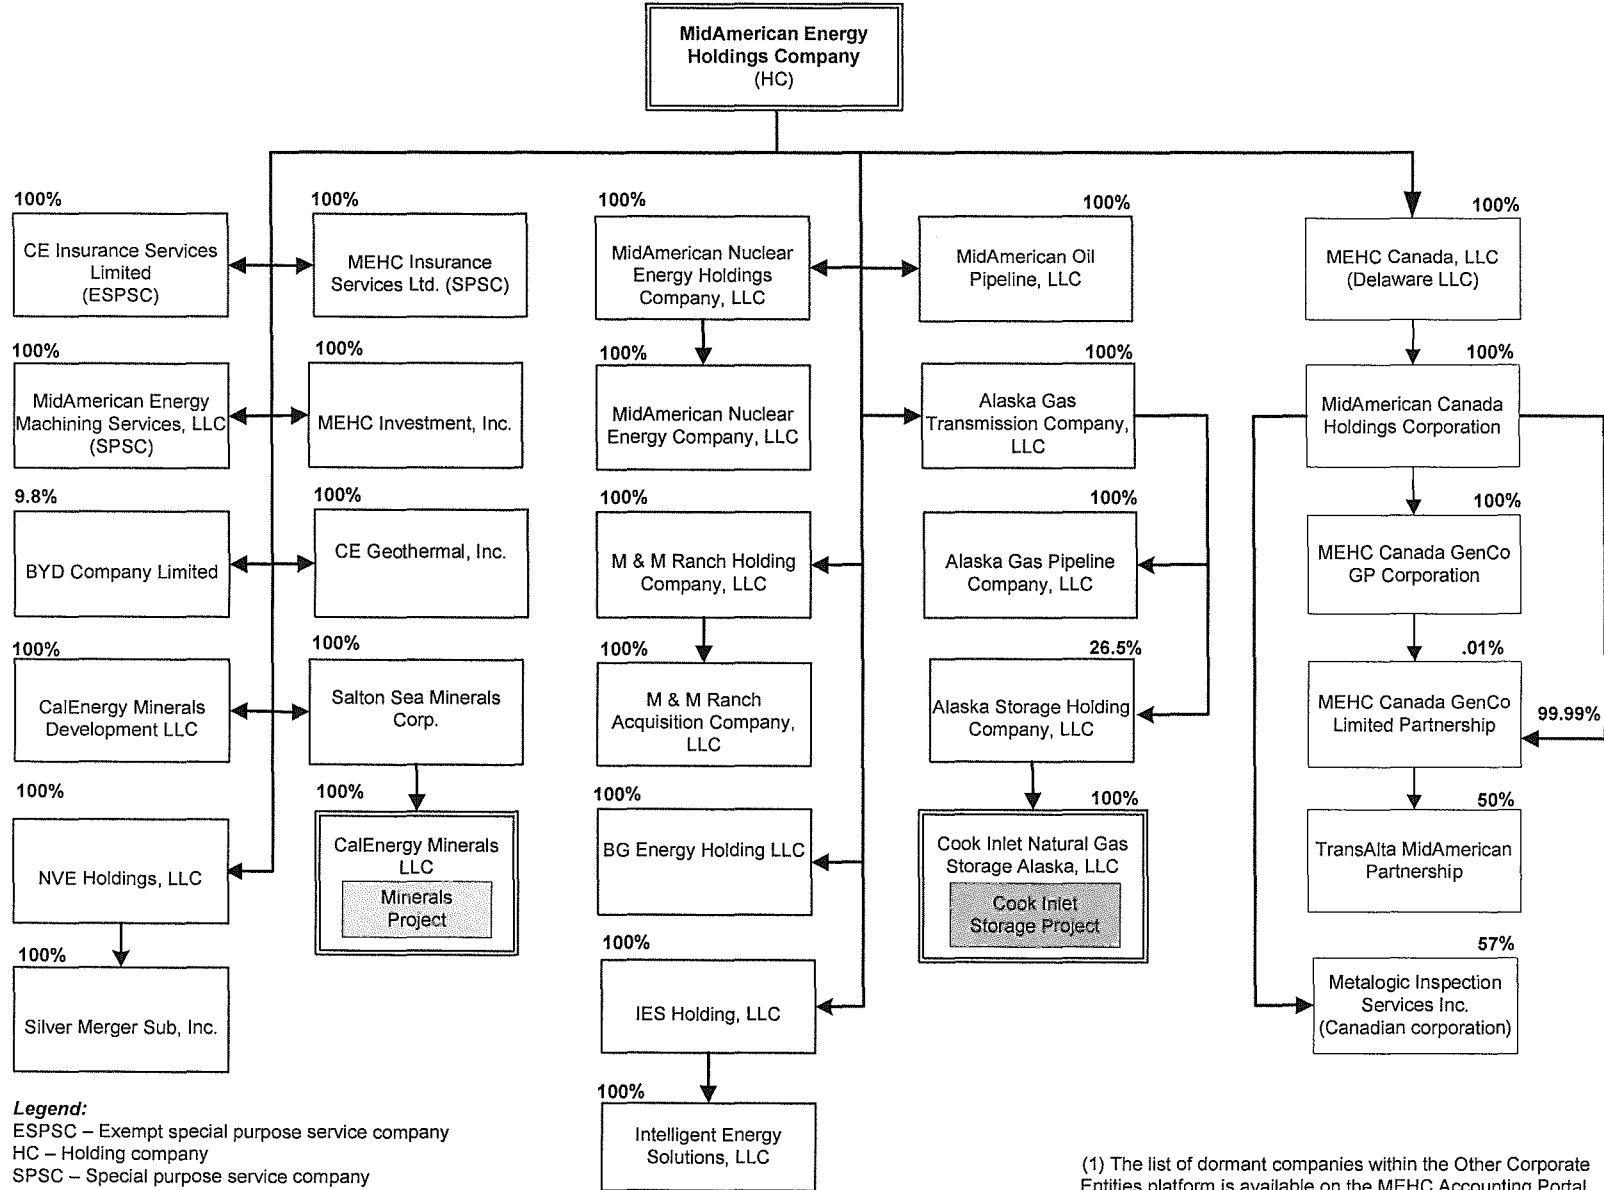 MidAmerican Energy
Holdings Company
(HC)
100%
CE Insurance Services
Limited
(ESPSC)
100%
MEHC Insurance
Services Ltd. (SPSC)
100%
MidAmerican Energy
Machining Services, LLC
(SPSC)
100%
MEHC Investment, Inc.
9.8%
BYD Company Limited
100%
CE Geothermal, Inc.
100%
CalEnergy Minerals
Development LLC
100%
Salton Sea Minerals
Corp.
100%
NVE Holdings, LLC
100%
CalEnergy Minerals
LLC
Minerals
Project
100%
Silver Merger Sub, Inc.
100%
MidAmerican Nuclear
Energy Holdings
Company, LLC
100%
MidAmerican Nuclear
Energy Company, LLC
100%
M & M Ranch Holding
Company, LLC
100%
M & M Ranch
Acquisition Company,
LLC
100%
BG Energy Holding LLC
100%
IES Holding, LLC
100%
Intelligent Energy
Solutions, LLC
100%
MidAmerican Oil
Pipeline, LLC
100%
Alaska Gas
Transmission Company,
LLC
100%
Alaska Gas Pipeline
Company, LLC
26.5%
Alaska Storage Holding
Company, LLC
100%
Cook Inlet Natural Gas
Storage Alaska, LLC
Cook Inlet
Storage Project
100%
MEHC Canada, LLC
(Delaware LLC)
100%
MidAmerican Canada
Holdings Corporation
100%
MEHC Canada GenCo
GP Corporation
.01%
MEHC Canada GenCo
Limited Partnership
99.99%
50%
TransAlta MidAmerican
Partnership
57%
Metalogic Inspection
Services Inc.
(Canadian corporation)
Legend:
ESPSC – Exempt special purpose service company
HC – Holding company
SPSC – Special purpose service company
(1) The list of dormant companies within the Other Corporate
Entities platform is available on the MEHC Accounting Portal